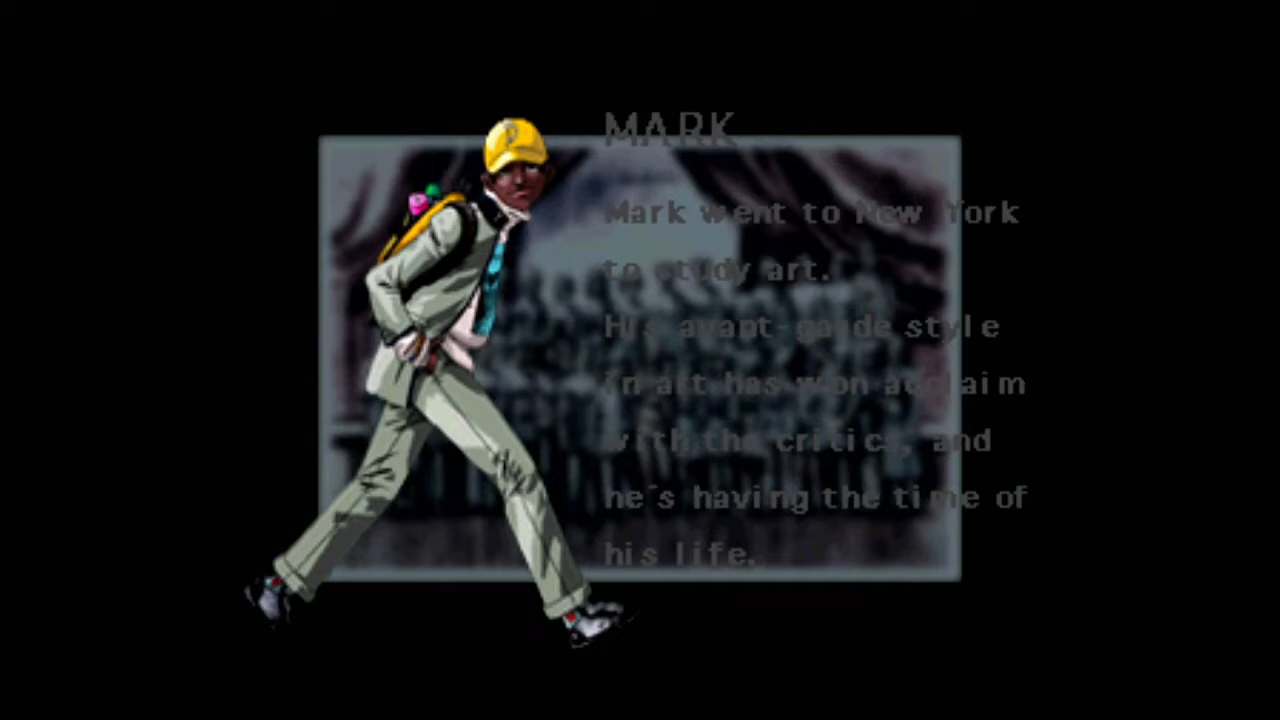 MARK
Mark went to New York
to study art.
His avant-garde style
in art has won acclaim
with the critics, and
he's having the time of
his life.
P